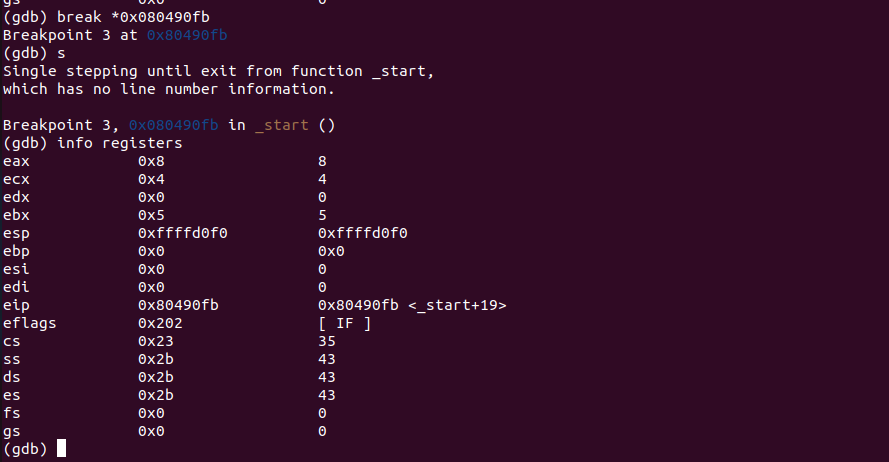 gs 0x0 0
(gdb) break *0x080490fb
Breakpoint 3 at 0x80490fb
(gdb) s
Single stepping until exit from function _start,
which has no line number information.
Breakpoint 3, 0x080490fb in _start ()
(gdb) info registers
eax 0x8 8
ecx 0x4 4
edx 0x0 0
ebx 0x5 5
esp 0xffffd0f0 0xffffd0f0
ebp 0x0 0x0
esi 0x0 0
edi 0x0 0
eip 0x80490fb 0x80490fb <_start+19>
eflags 0x202 [ IF ]
cs 0x23 35
ss 0x2b 43
ds 0x2b 43
es 0x2b 43
fs 0x0 0
gs 0x0 0
(gdb)